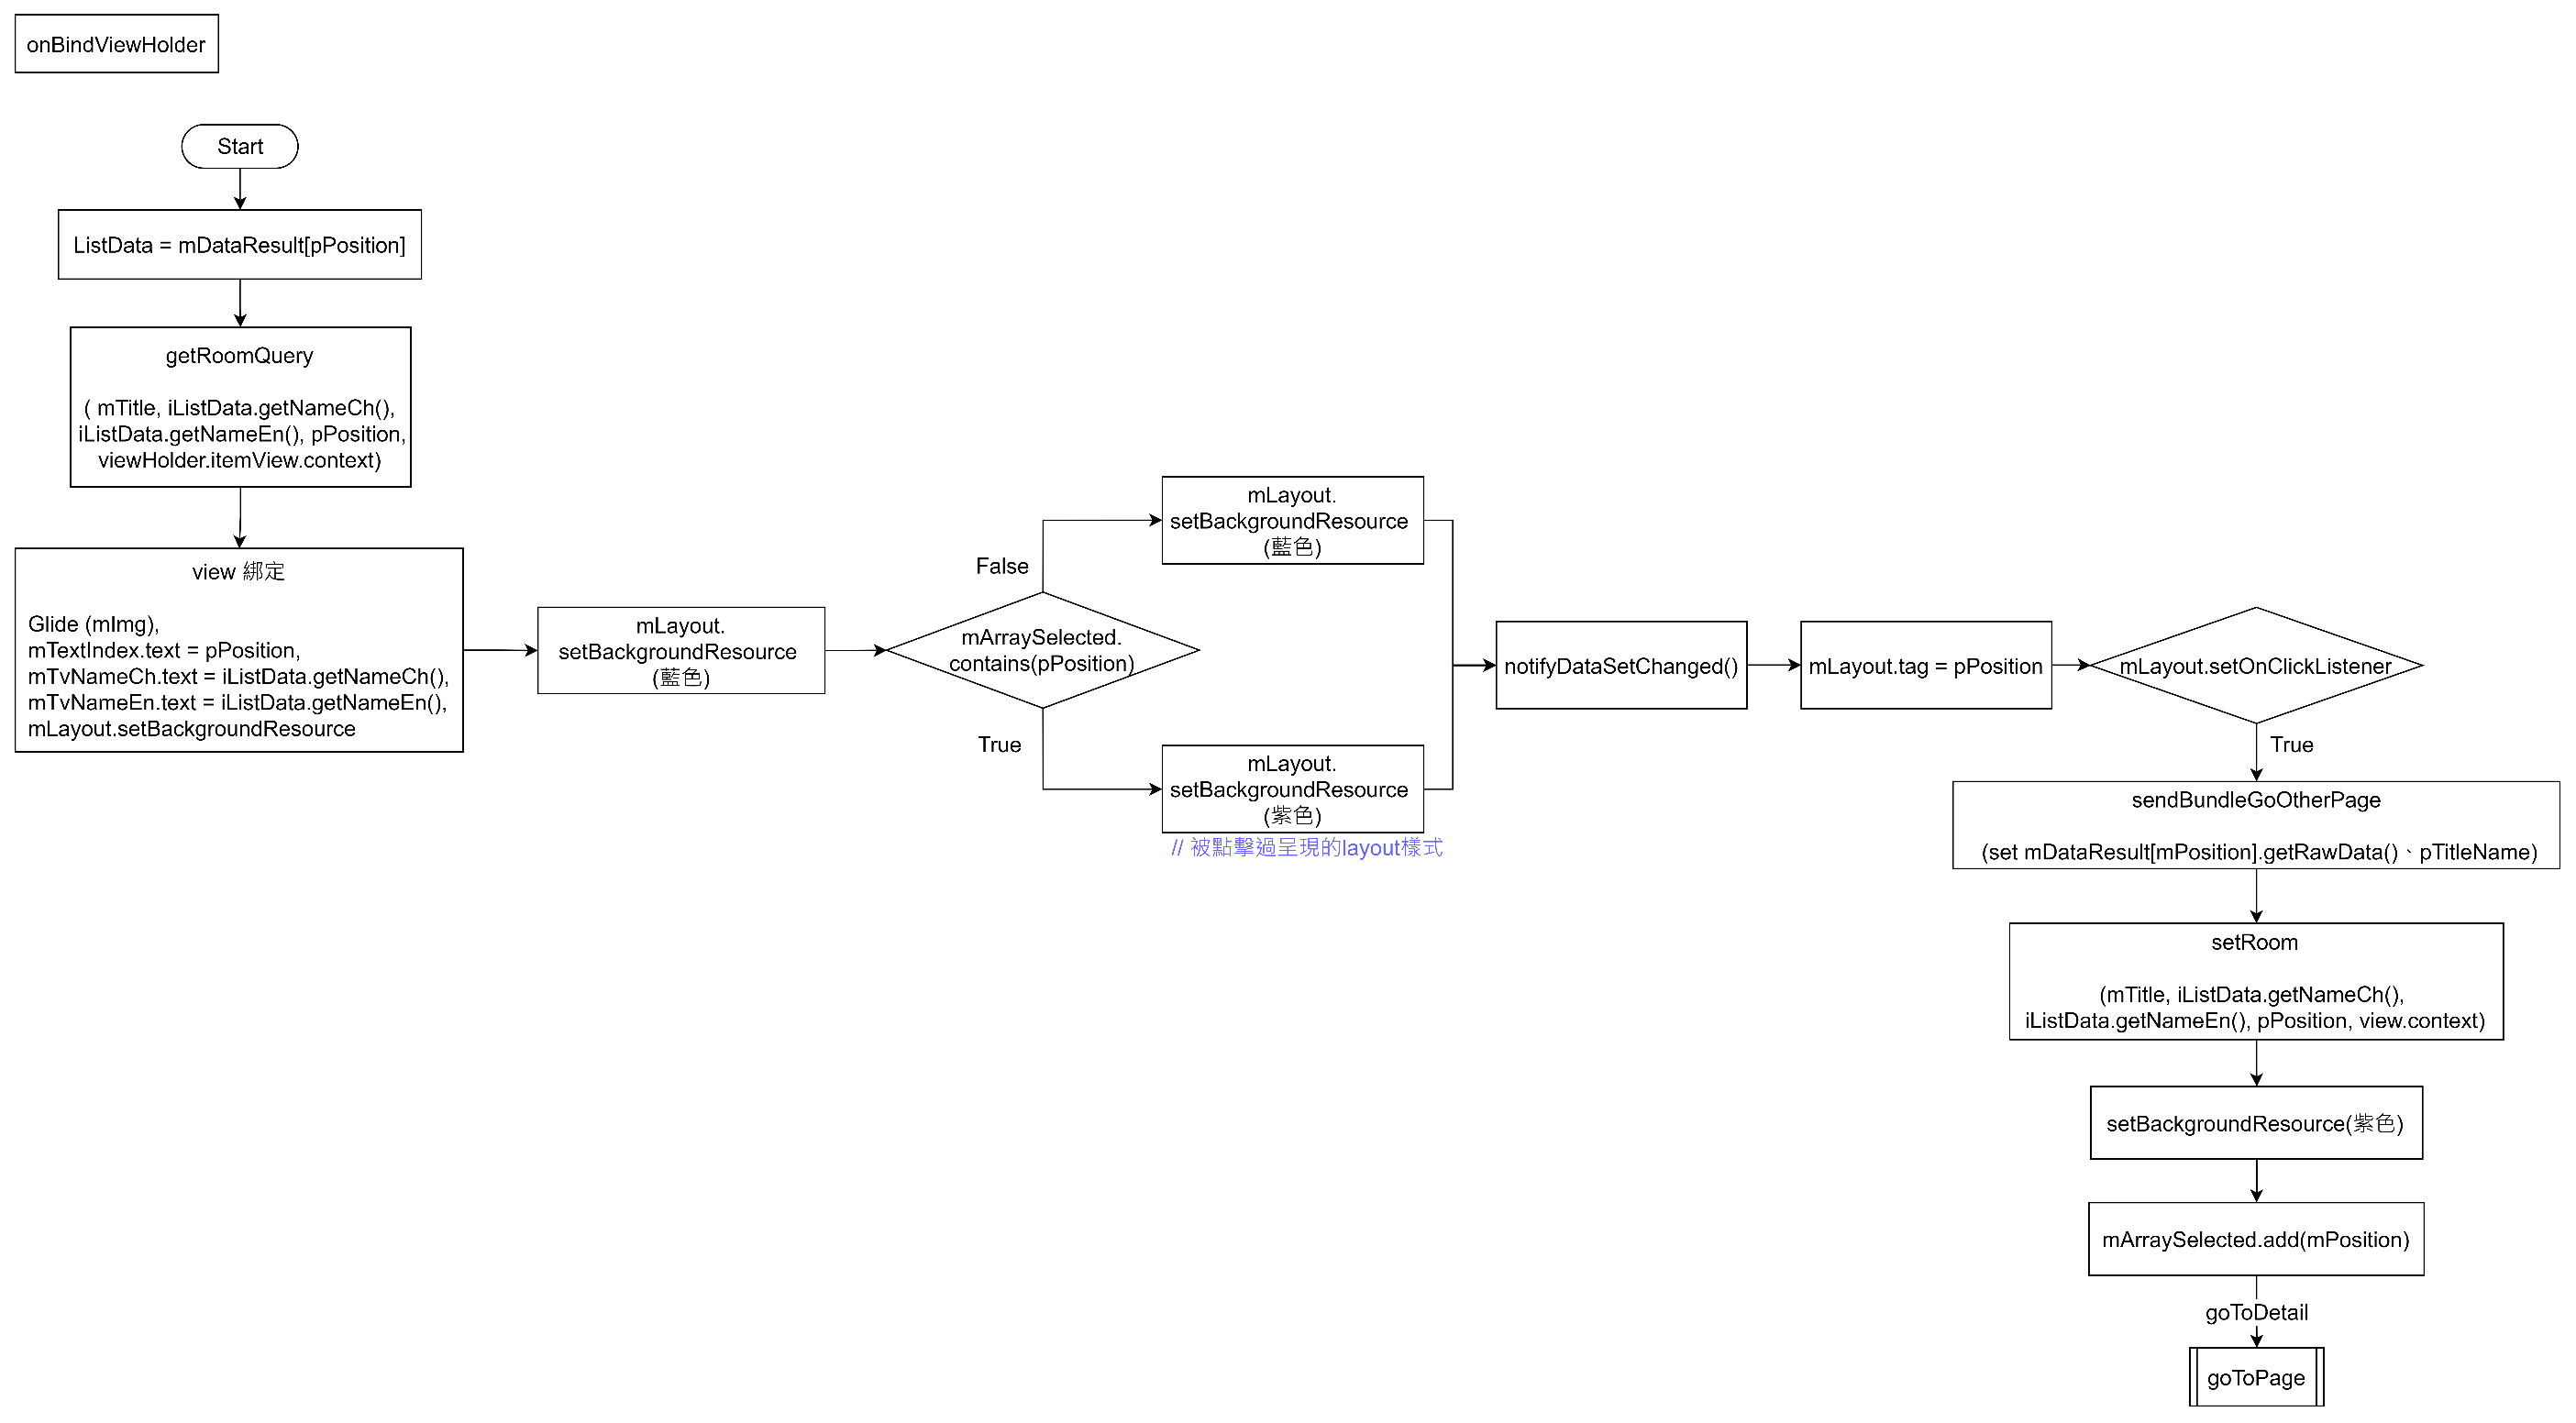 onBindViewHolder
Start
ListData = mDataResult[pPosition]
getRoomQuery
( mTitle, iListData.getNameCh(),
iListData.getNameEn(), pPosition,
viewHolder.itemView.context)
view 綁定
Glide (mImg),
mTextIndex.text = pPosition,
mTvNameCh.text = iListData.getNameCh(),
mTvNameEn.text = iListData.getNameEn(),
mLayout.setBackgroundResource
mLayout.
setBackgroundResource
(藍色)
mArraySelected.
contains(pPosition)
False
mLayout.
setBackgroundResource
(藍色)
True
mLayout.
setBackgroundResource
(紫色)
// 被點擊過呈現的layout樣式
notifyDataSetChanged()
mLayout.tag = pPosition
mLayout.setOnClickListener
True
sendBundleGoOtherPage
(set mDataResult[mPosition].getRawData()、pTitleName)
setRoom
(mTitle, iListData.getNameCh(),
iListData.getNameEn(), pPosition, view.context)
setBackgroundResource(紫色)
mArraySelected.add(mPosition)
goToDetail
goToPage